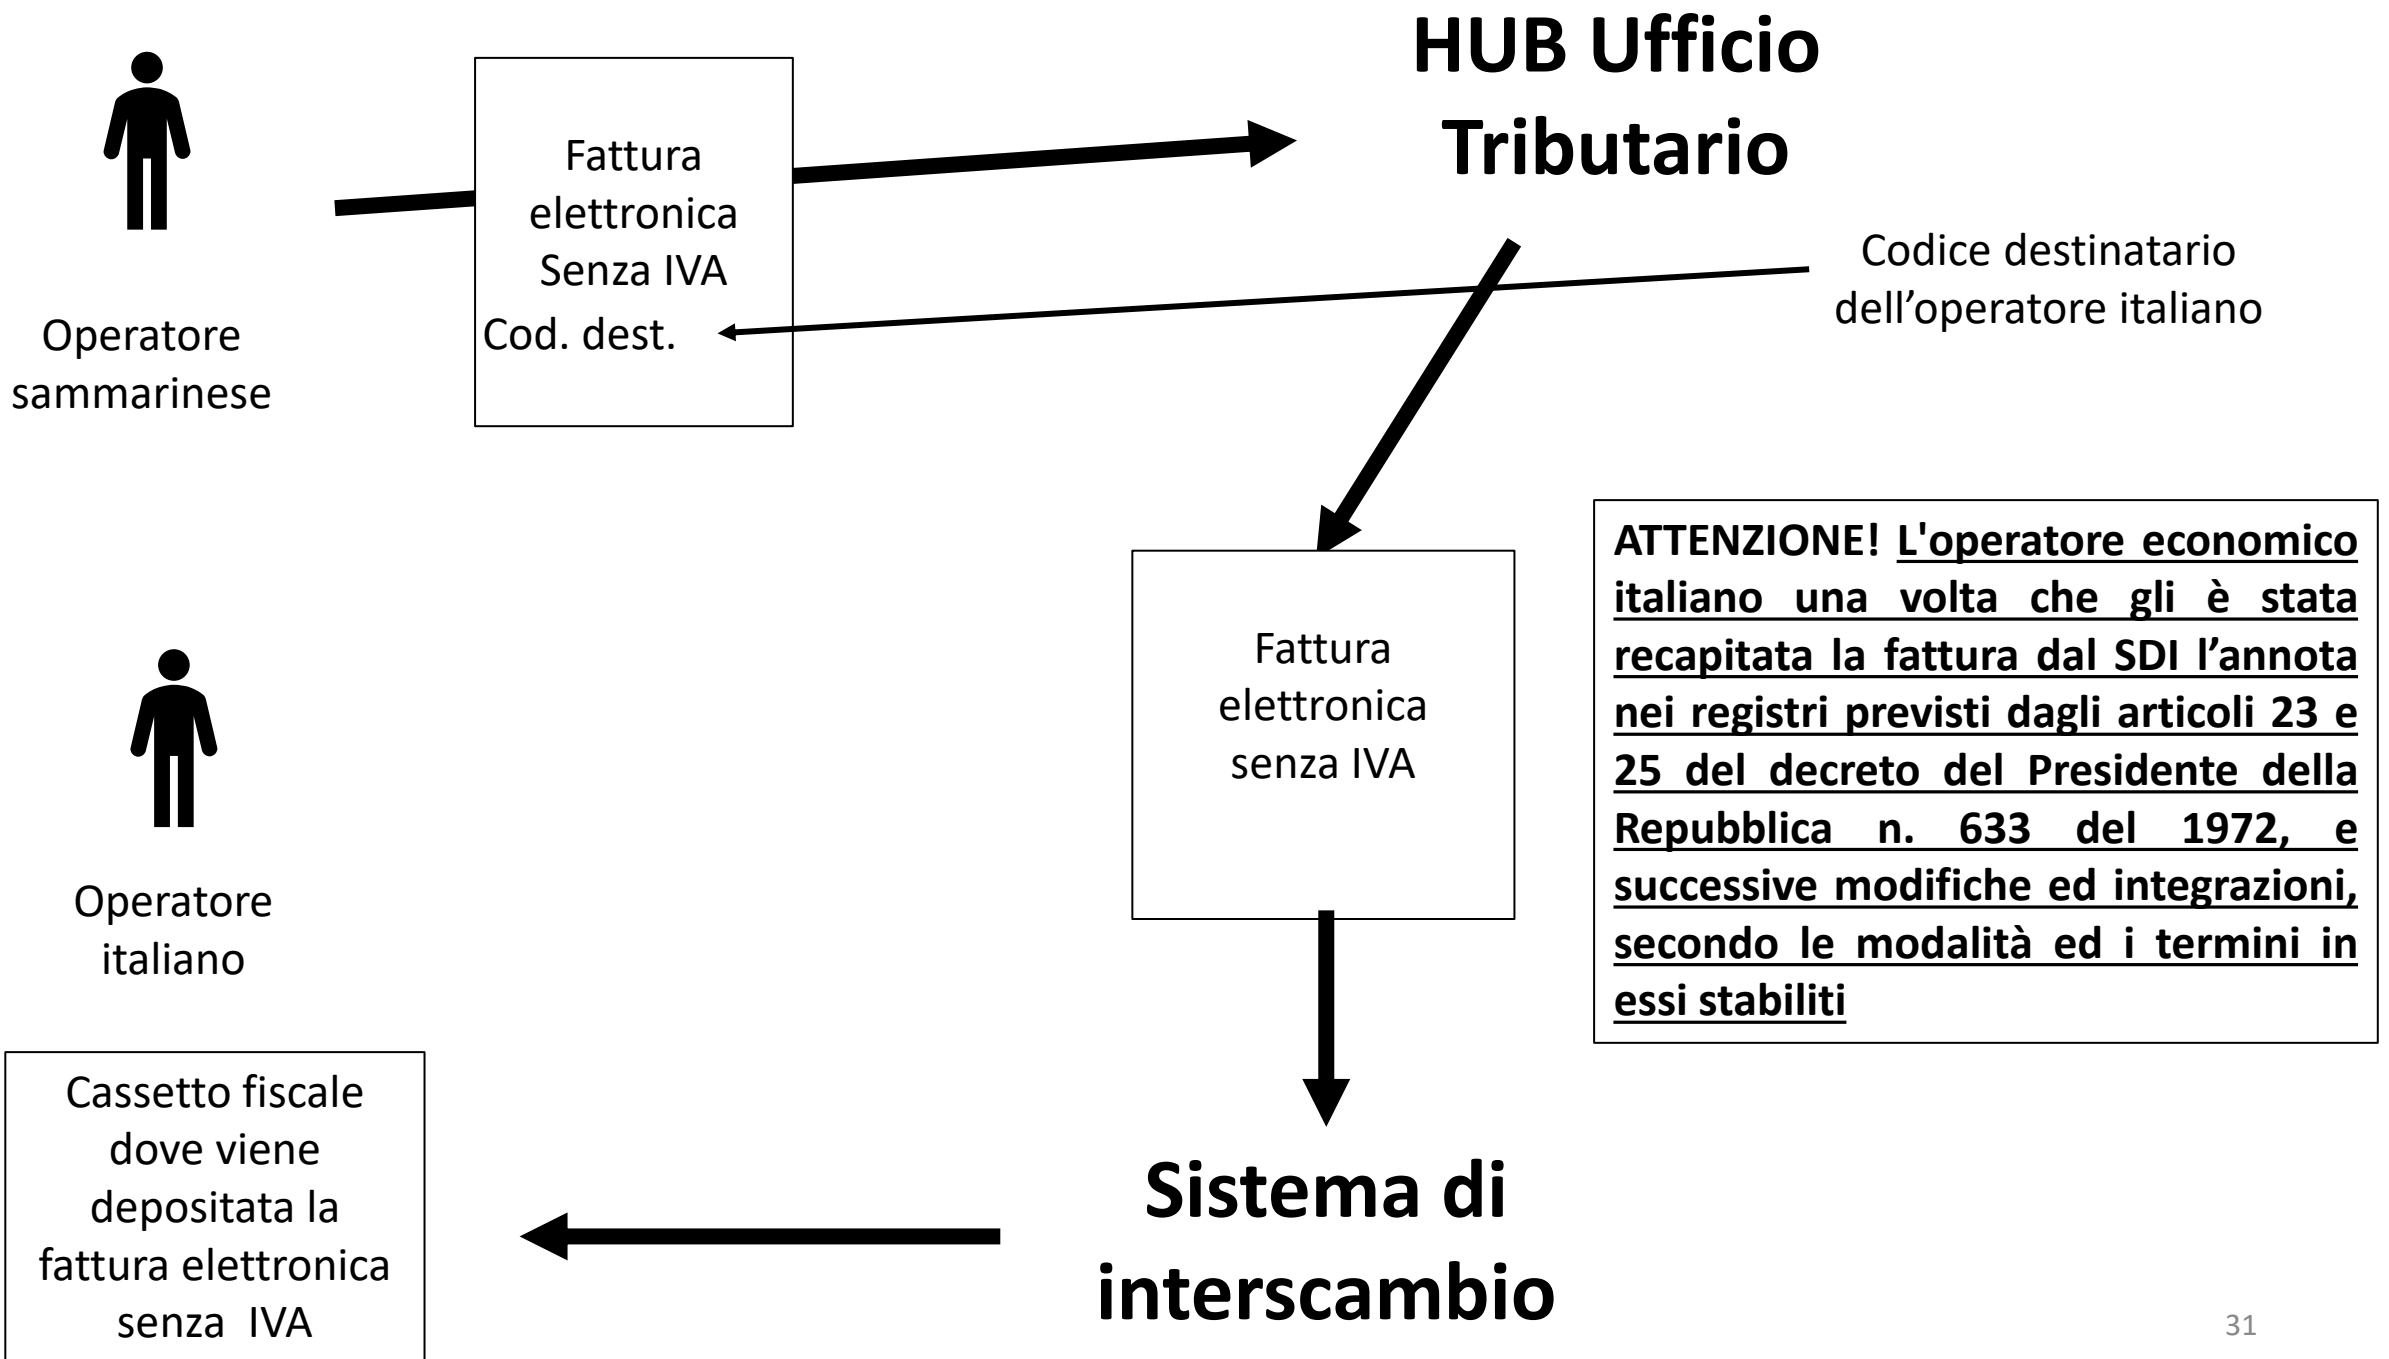 HUB Ufficio
Tributario
Fattura
elettronica
Senza IVA
Cod. dest.
Codice destinatario
dell’operatore italiano
Operatore
sammarinese
ATTENZIONE! L'operatore economico
italiano una volta che gli è stata
recapitata la fattura dal SDI l’annota
nei registri previsti dagli articoli 23 e
25 del decreto del Presidente della
Repubblica n. 633 del 1972, e
successive modifiche ed integrazioni,
secondo le modalità ed i termini in
essi stabiliti
Fattura
elettronica
senza IVA
Operatore
italiano
Cassetto fiscale
dove viene
depositata la
fattura elettronica
senza IVA
Sistema di
interscambio
31